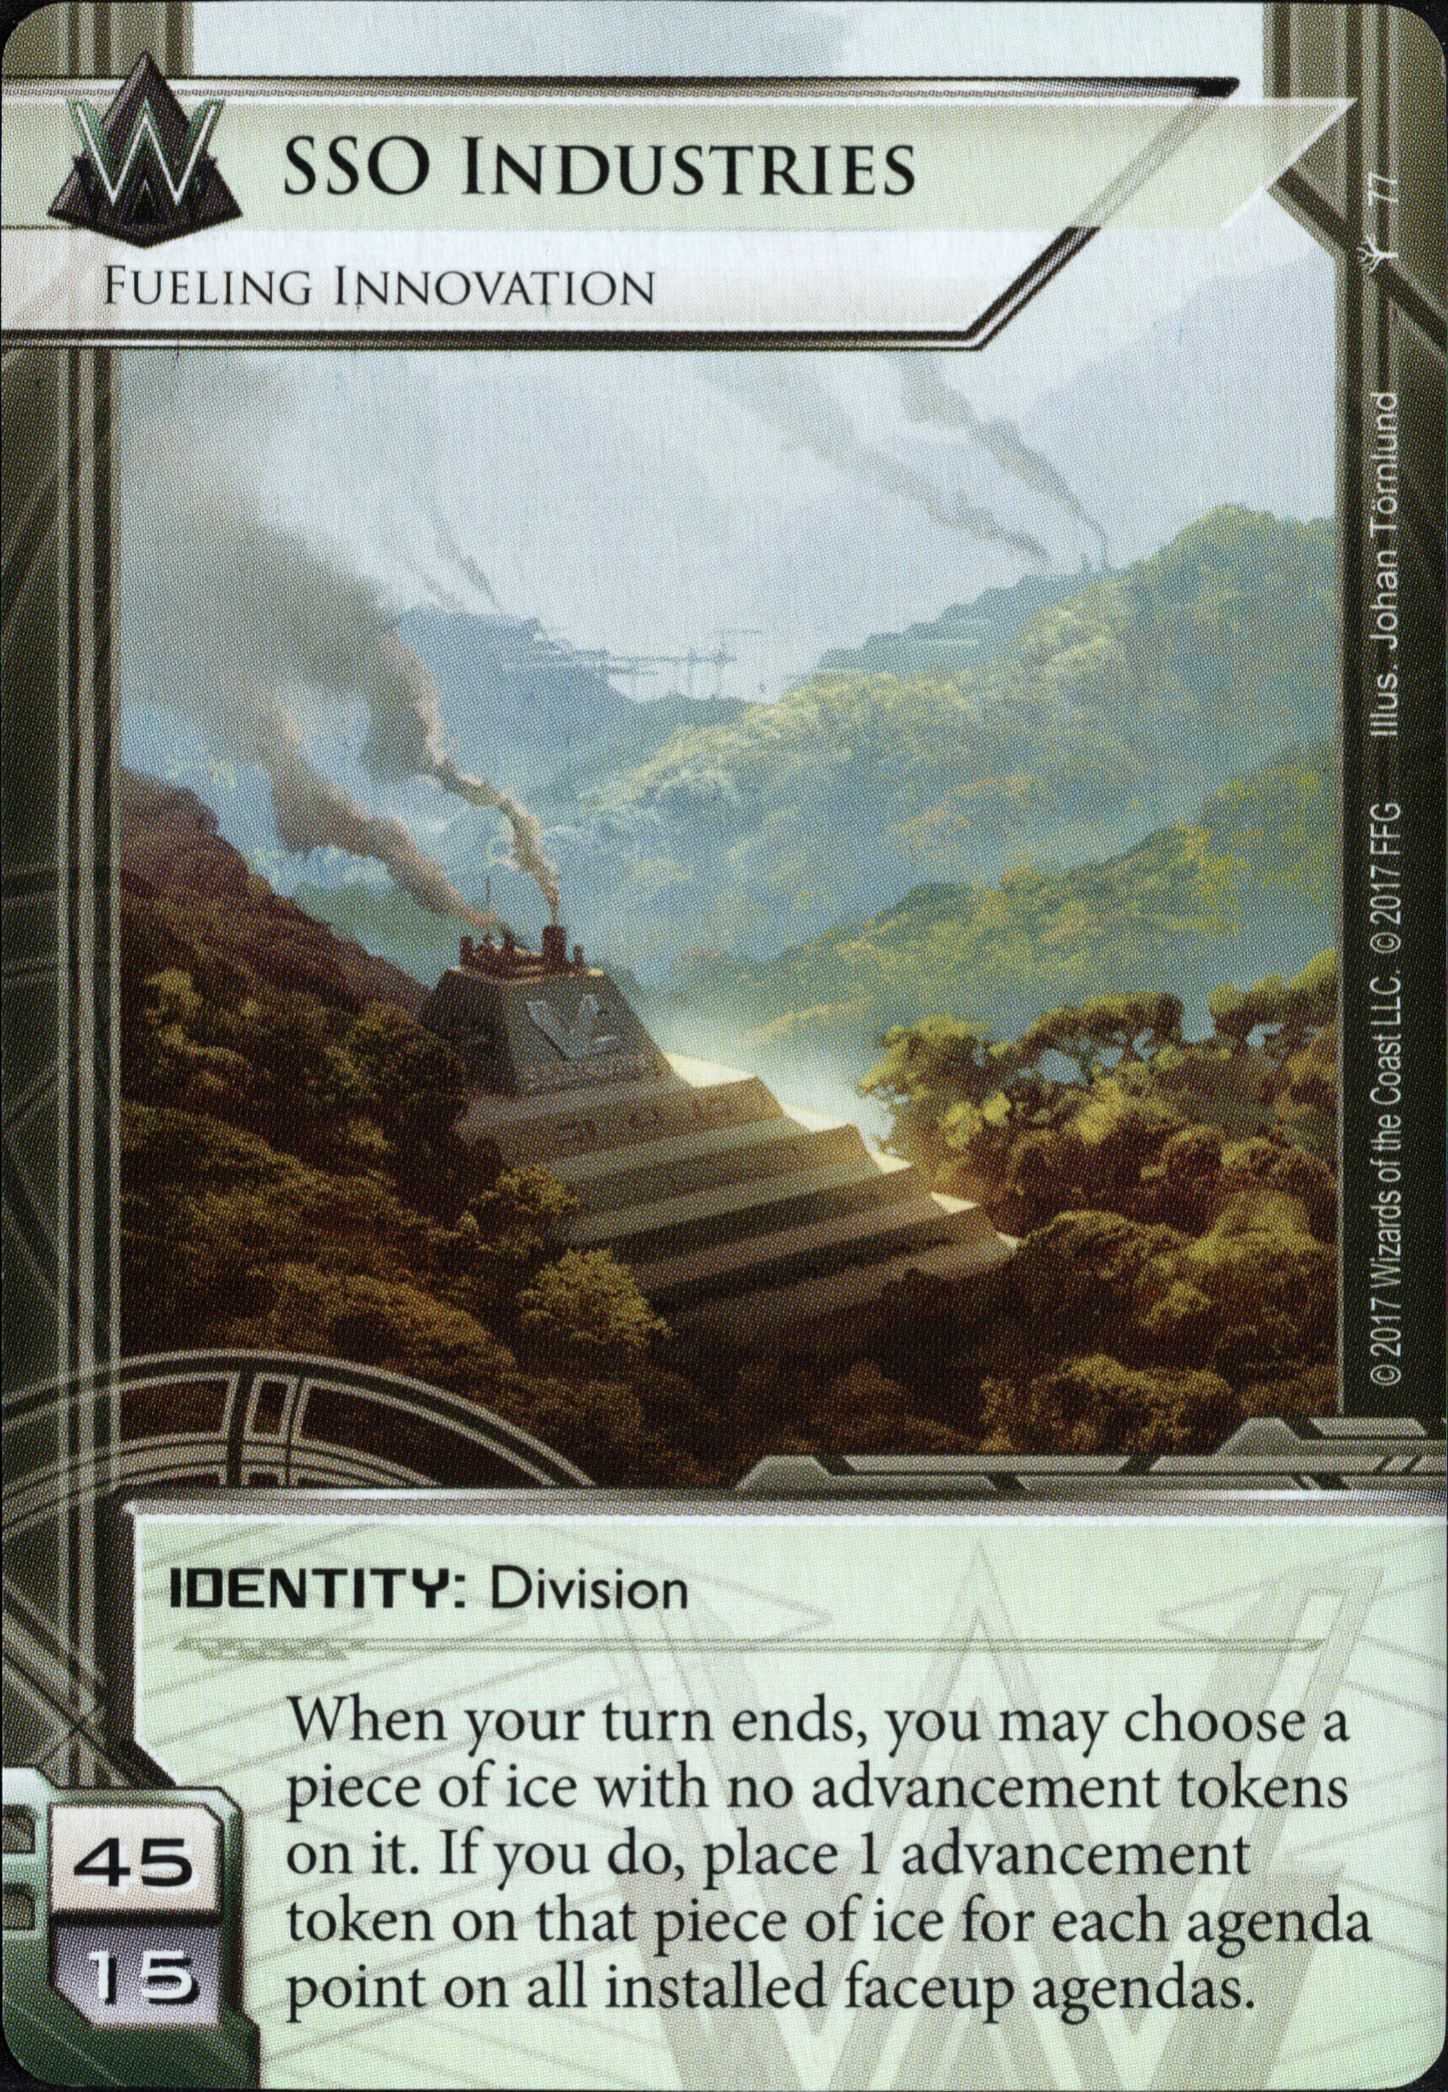 W
SSO INDUSTRIES
FUELING INNOVATION
77
Illus. Johan Törnlund
© 2017 Wizards of the Coast LLC. © 2017 FFG
IDENTITY: Division
When your turn ends, you may choose a
piece of ice with no advancement tokens
on it. If you do, place 1 advancement
token on that piece of ice for each agenda
point on all installed faceup agendas.
45
15